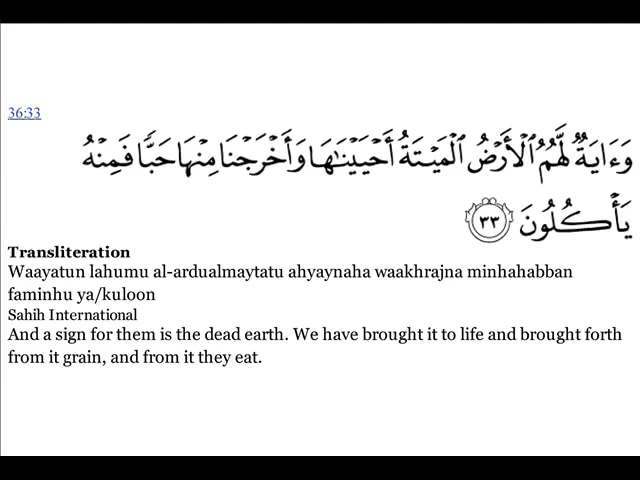 36:33
وَءَايَةٌ لَّهُمُ ٱلْأَرْضُ ٱلْمَيْتَةُ أَحْيَيْنَٰهَا وَأَخْرَجْنَا مِنْهَا حَبًّا فَمِنْهُ
يَأْكُلُونَ ٣٣
Transliteration
Waayatun lahumu al-ardualmaytatu ahyaynaha waakhrajna minhahabban
faminhu ya/kuloon
Sahih International
And a sign for them is the dead earth. We have brought it to life and brought forth
from it grain, and from it they eat.